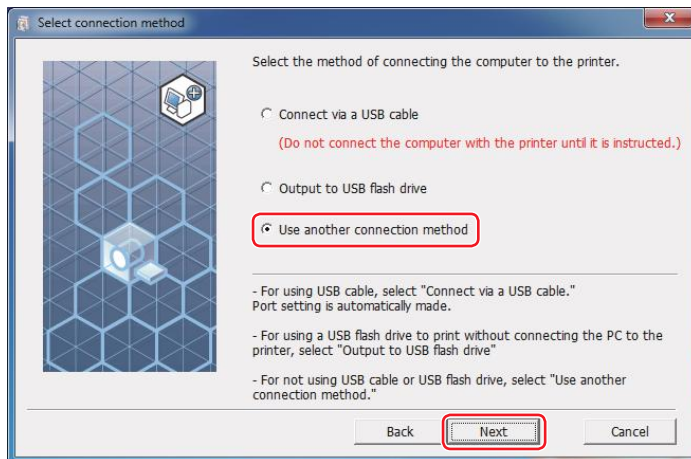 Select connection method
Select the method of connecting the computer to the printer.
Connect via a USB cable
(Do not connect the computer with the printer until it is instructed.)
Output to USB flash drive
Use another connection method
- For using USB cable, select "Connect via a USB cable."
Port setting is automatically made.
- For using a USB flash drive to print without connecting the PC to the
printer, select "Output to USB flash drive"
- For not using USB cable or USB flash drive, select "Use another
connection method."
Back
Next
Cancel